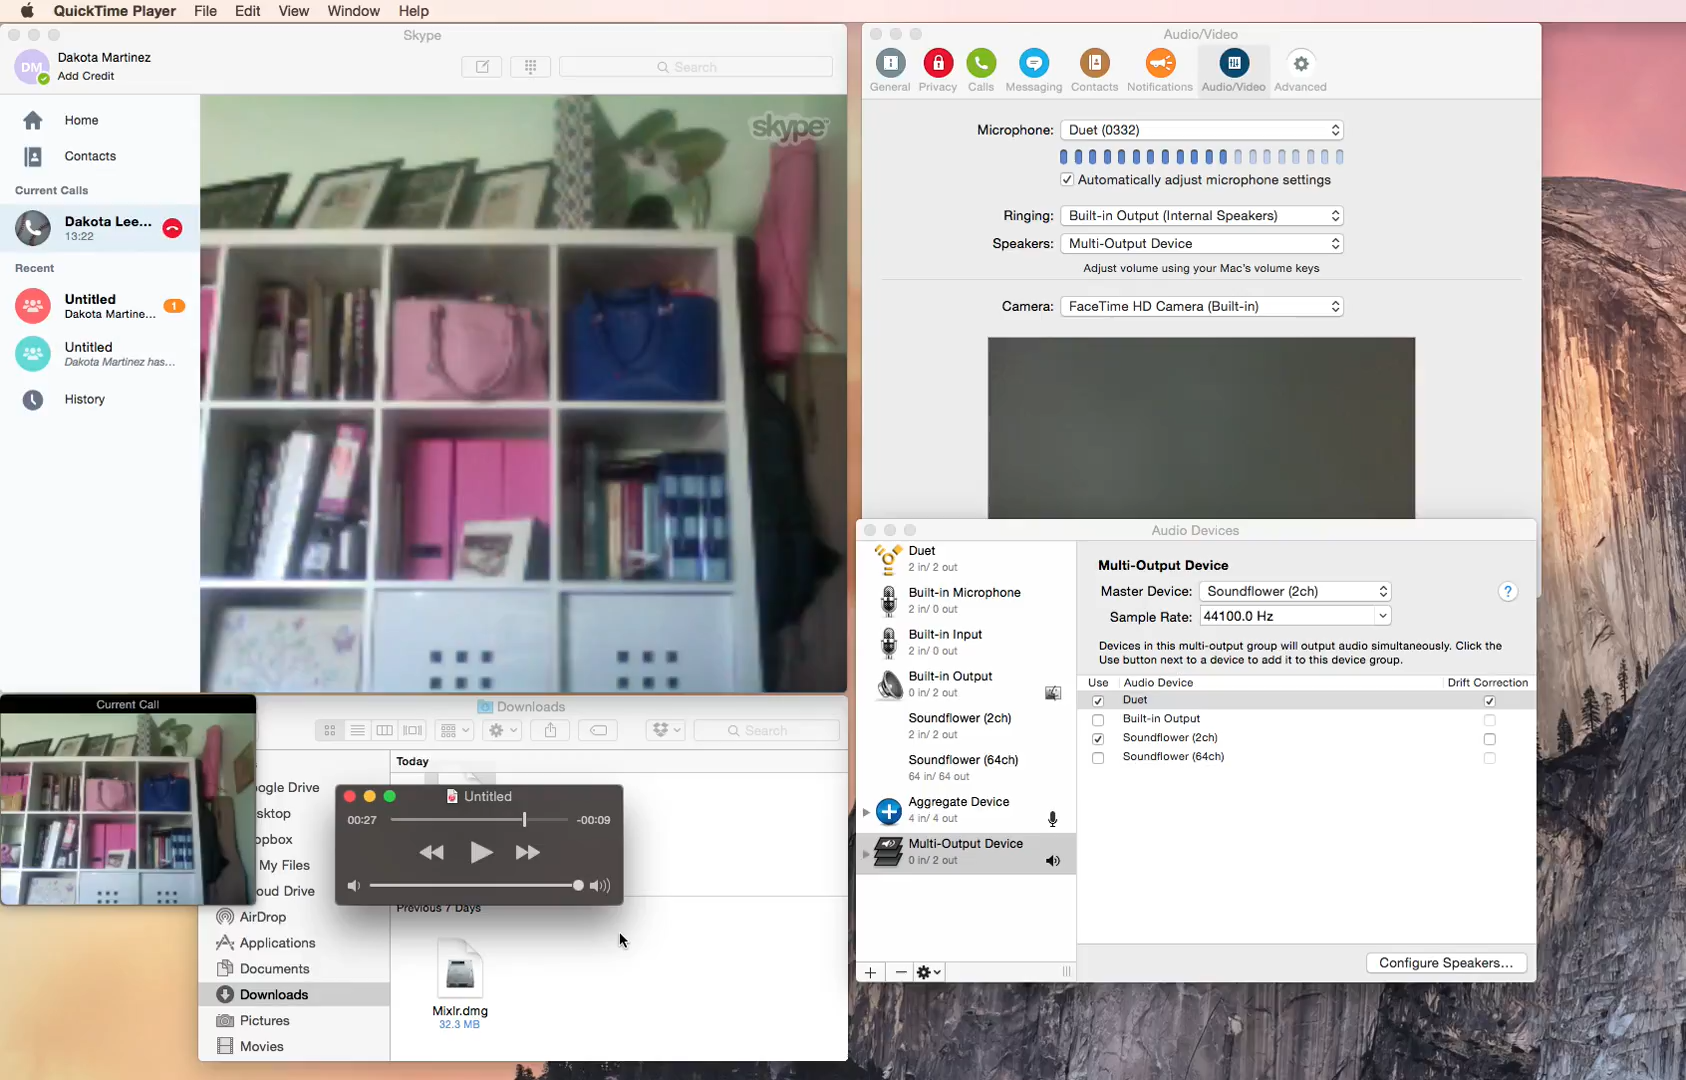 QuickTime Player File Edit View Window Help
Skype
DM
Dakota Martinez
Add Credit
Search
Home
Contacts
Current Calls
Dakota Lee...
13:22
Recent
Untitled
Dakota Martine...
1
Untitled
Dakota Martinez has...
History
skype
Audio/Video
General Privacy Calls Messaging Contacts Notifications Audio/Video Advanced
Microphone: Duet (0332)
Automatically adjust microphone settings
Ringing: Built-in Output (Internal Speakers)
Speakers: Multi-Output Device
Adjust volume using your Mac's volume keys
Camera: FaceTime HD Camera (Built-in)
Audio Devices
Duet
2 in/ 2 out
Built-in Microphone
2 in/ 0 out
Built-in Input
2 in/ 0 out
Built-in Output
0 in/ 2 out
Soundflower (2ch)
2 in/ 2 out
Soundflower (64ch)
64 in/ 64 out
Aggregate Device
4 in/ 4 out
Multi-Output Device
0 in/ 2 out
Multi-Output Device
Master Device: Soundflower (2ch)
?
Sample Rate: 44100.0 Hz
Devices in this multi-output group will output audio simultaneously. Click the
Use button next to a device to add it to this device group.
Use Audio Device Drift Correction
Duet
Built-in Output
Soundflower (2ch)
Soundflower (64ch)
Configure Speakers...
Current Call
Downloads
Search
Today
oogle Drive
sktop
opbox
My Files
oud Drive
AirDrop
Applications
Documents
Downloads
Pictures
Movies
Untitled
00:27 -00:09
Previous 7 Days
Mixlr.dmg
32.3 MB